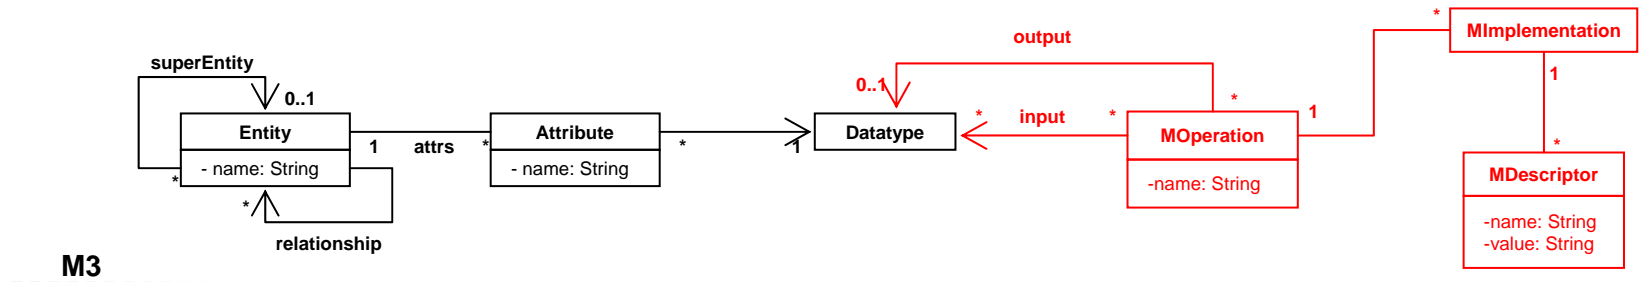 superEntity
0..1
Entity
- name: String
*
*
relationship
1
attrs
*
Attribute
- name: String
*
1
Datatype
output
0..1
*
*
input
*
MOperation
-name: String
1
*
MImplementation
1
*
MDescriptor
-name: String
-value: String
M3